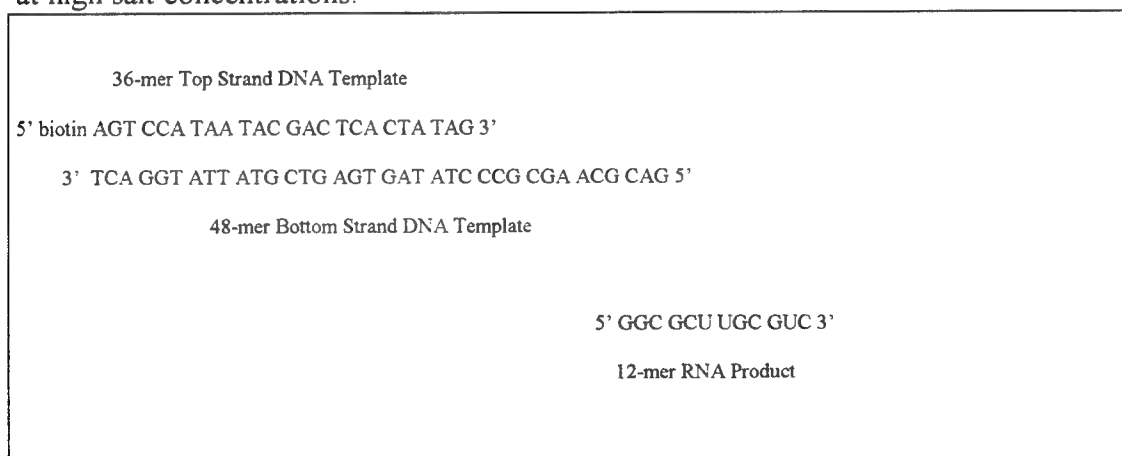 at high salt concentrations.
36-mer Top Strand DNA Template
5' biotin AGT CCA TAA TAC GAC TCA CTA TAG 3'
3' TCA GGT ATT ATG CTG AGT GAT ATC CCG CGA ACG CAG 5'
48-mer Bottom Strand DNA Template
5' GGC GCU UGC GUC 3'
12-mer RNA Product